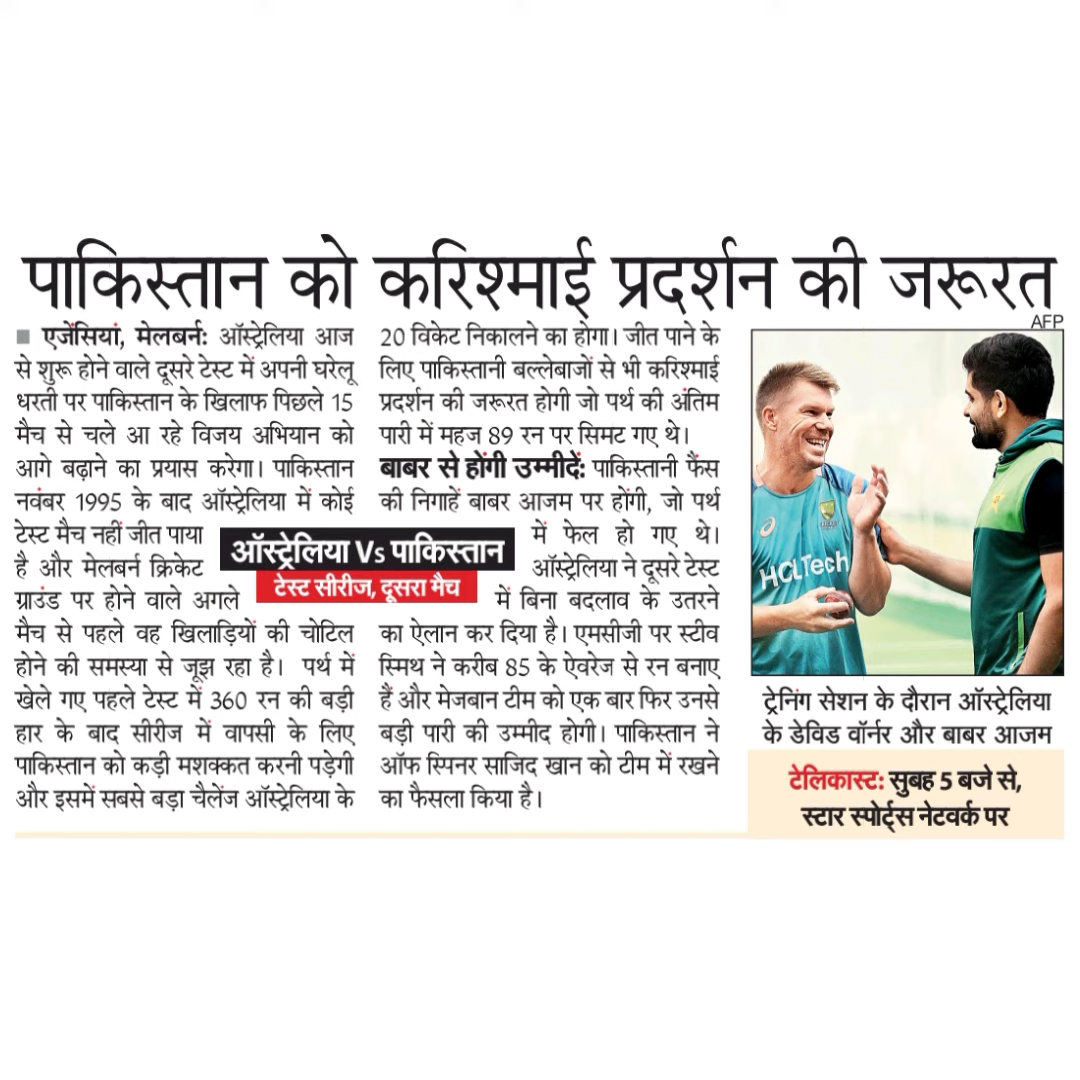 पाकिस्तान को करिश्माई प्रदर्शन की जरूरत
■ एजेंसियां, मेलबर्न: ऑस्ट्रेलिया आज
से शुरू होने वाले दूसरे टेस्ट में अपनी घरेलू
धरती पर पाकिस्तान के खिलाफ पिछले 15
मैच से चले आ रहे विजय अभियान को
आगे बढ़ाने का प्रयास करेगा। पाकिस्तान
नवंबर 1995 के बाद ऑस्ट्रेलिया में कोई
टेस्ट मैच नहीं जीत पाया
है और मेलबर्न क्रिकेट
ग्राउंड पर होने वाले अगले
मैच से पहले वह खिलाड़ियों की चोटिल
होने की समस्या से जूझ रहा है। पर्थ में
खेले गए पहले टेस्ट में 360 रन की बड़ी
हार के बाद सीरीज में वापसी के लिए
पाकिस्तान को कड़ी मशक्कत करनी पड़ेगी
और इसमें सबसे बड़ा चैलेंज ऑस्ट्रेलिया के
ऑस्ट्रेलिया Vs पाकिस्तान
टेस्ट सीरीज, दूसरा मैच
20 विकेट निकालने का होगा। जीत पाने के
लिए पाकिस्तानी बल्लेबाजों से भी करिश्माई
प्रदर्शन की जरूरत होगी जो पर्थ की अंतिम
पारी में महज 89 रन पर सिमट गए थे।
बाबर से होंगी उम्मीदें: पाकिस्तानी फैंस
की निगाहें बाबर आजम पर होंगी, जो पर्थ
में फेल हो गए थे।
ऑस्ट्रेलिया ने दूसरे टेस्ट
में बिना बदलाव के उतरने
का ऐलान कर दिया है। एमसीजी पर स्टीव
स्मिथ ने करीब 85 के ऐवरेज से रन बनाए
हैं और मेजबान टीम को एक बार फिर उनसे
बड़ी पारी की उम्मीद होगी। पाकिस्तान ने
ऑफ स्पिनर साजिद खान को टीम में रखने
का फैसला किया है।
AFP
HCLTech
ट्रेनिंग सेशन के दौरान ऑस्ट्रेलिया
के डेविड वॉर्नर और बाबर आजम
टेलिकास्ट: सुबह 5 बजे से,
स्टार स्पोर्ट्स नेटवर्क पर